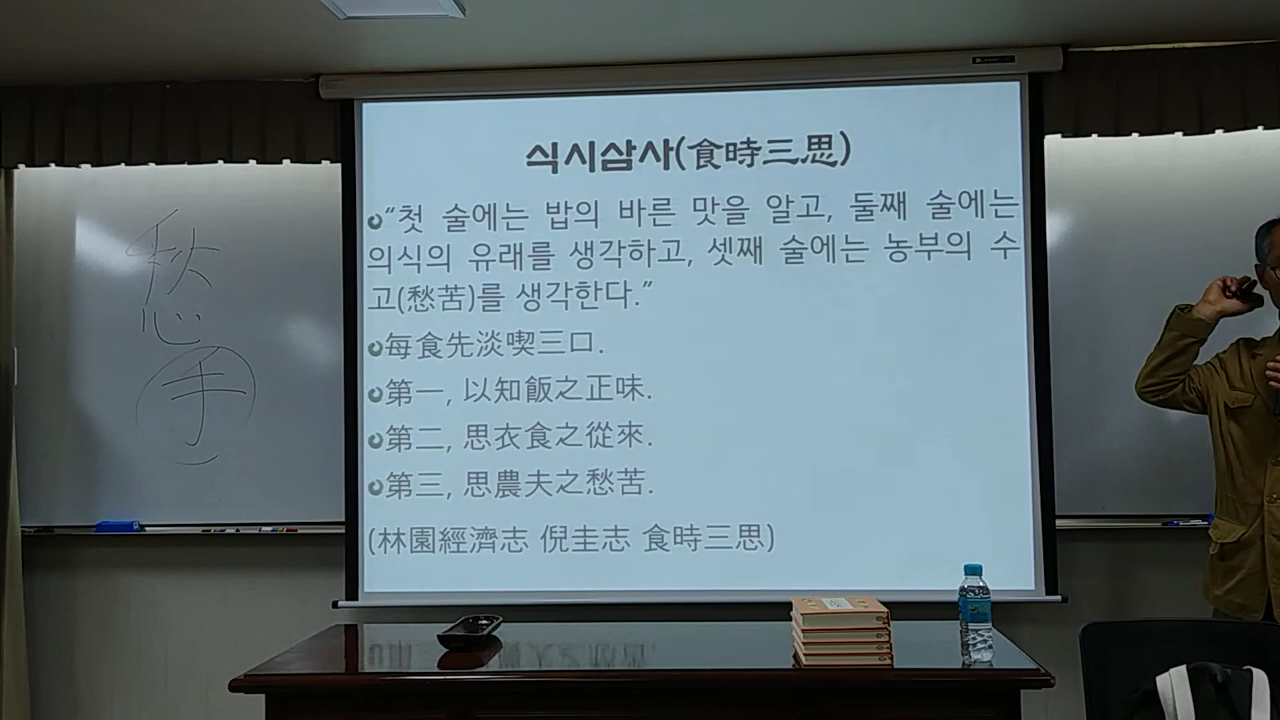 식시삼사(食時三思)
“첫 술에는 밥의 바른 맛을 알고, 둘째 술에는
의식의 유래를 생각하고, 셋째 술에는 농부의 수
고(愁苦)를 생각한다.”
每食先淡喫三口.
第一, 以知飯之正味.
第二, 思衣食之從來.
第三, 思農夫之愁苦.
(林園經濟志 倪圭志 食時三思)
愁
手